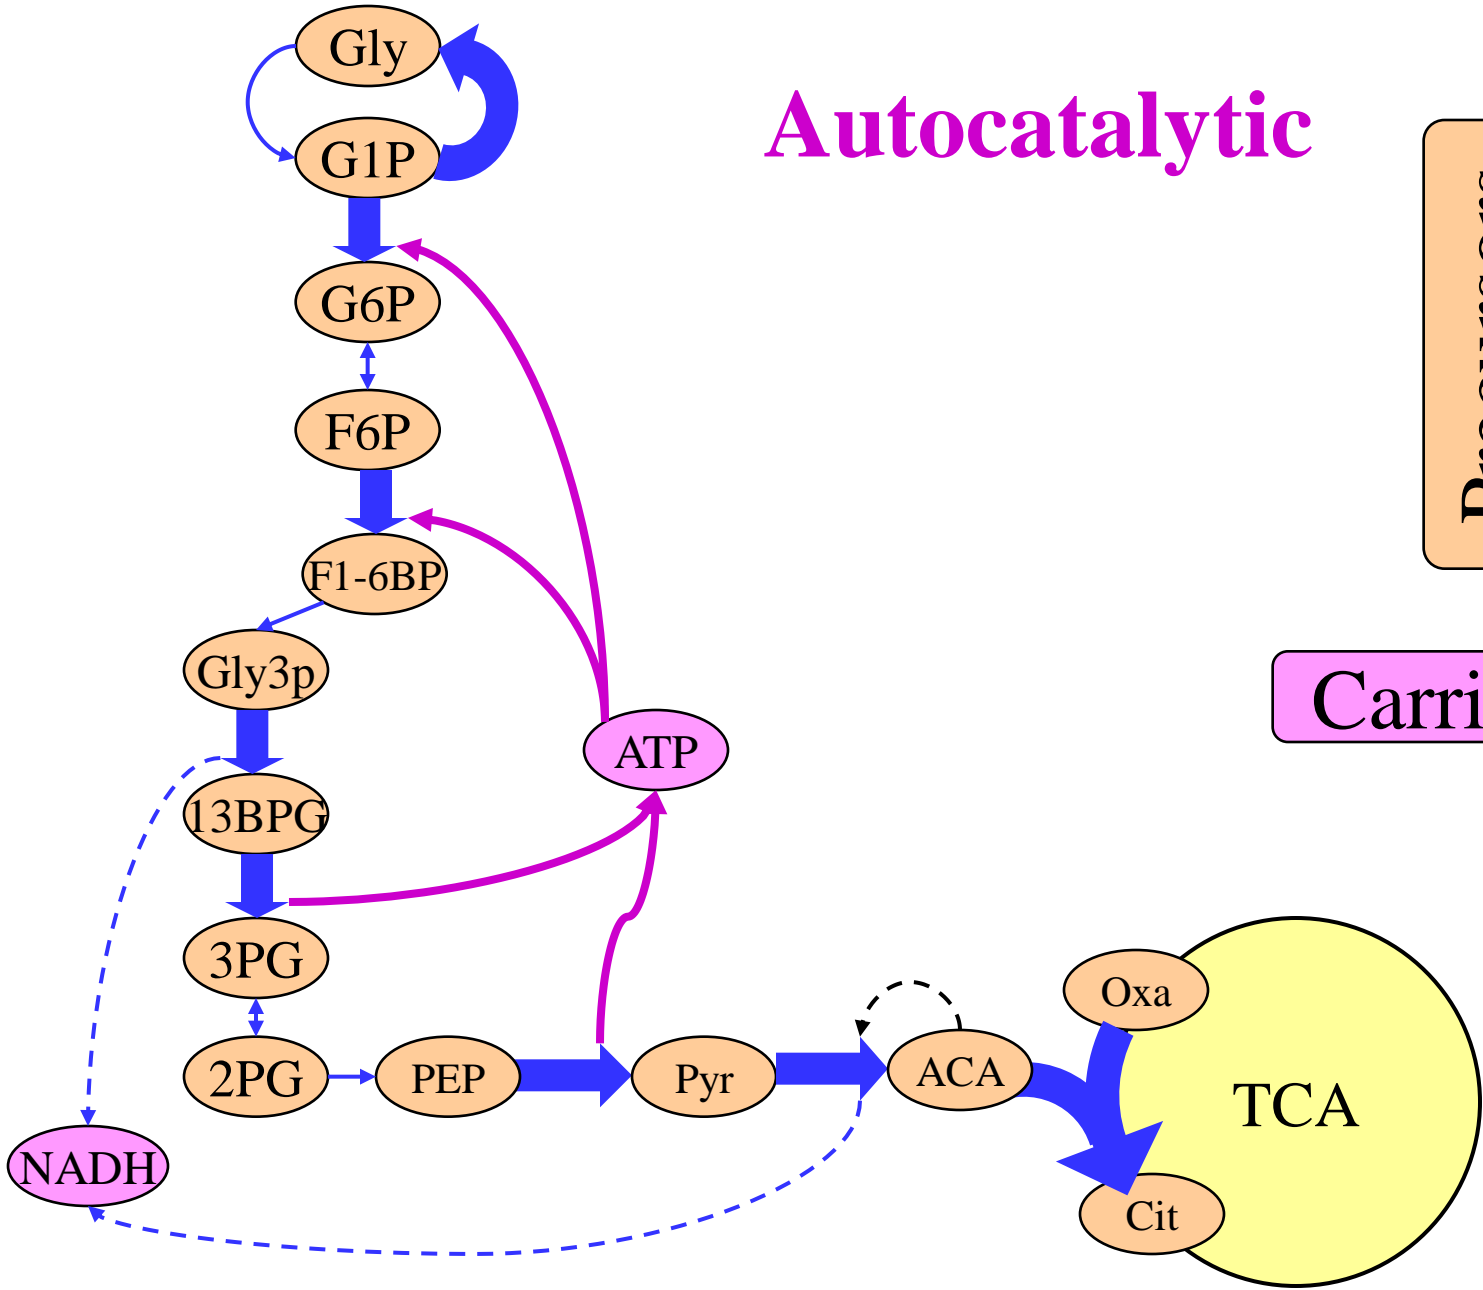 Gly
Autocatalytic
G1P
G6P
F6P
F1-6BP
Gly3p
Carri
ATP
13BPG
3PG
Oxa
2PG
PEP
Pyr
ACA
TCA
NADH
Cit